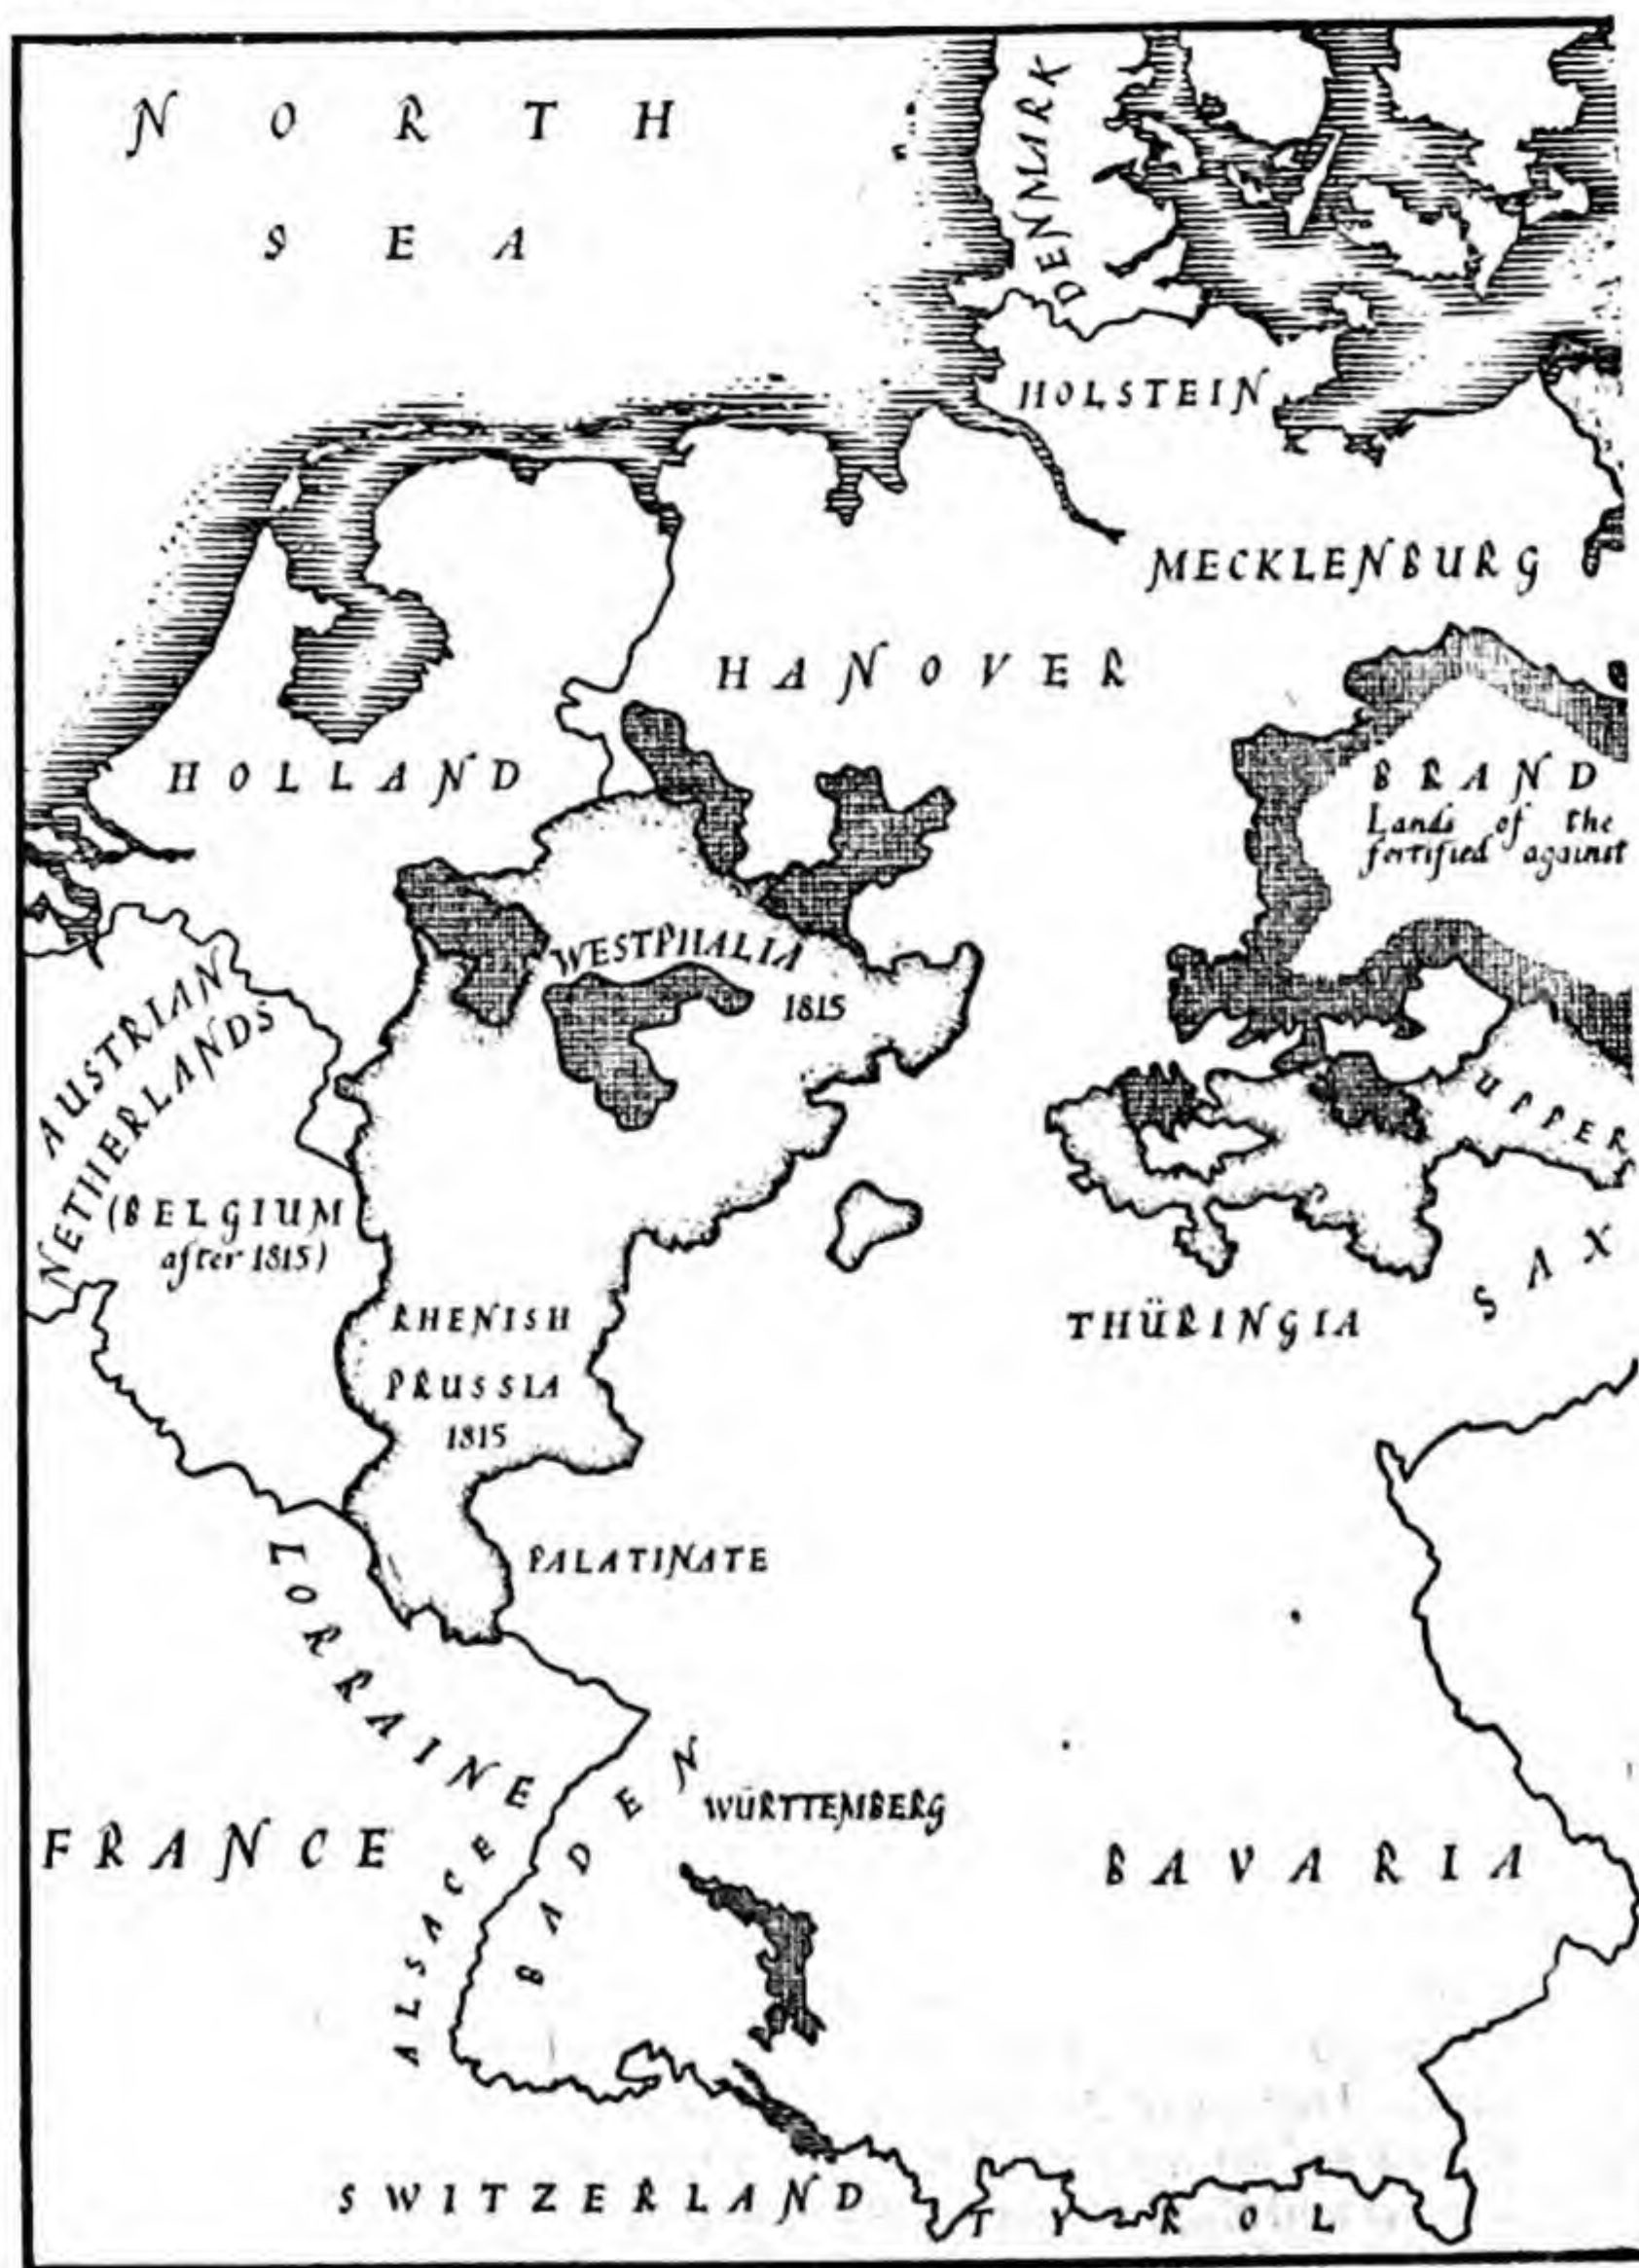 NORTH
SEA
DENMARK
HOLSTEIN
MECKLENBURG
HANOVER
HOLLAND
BRAND
Lands of the
fortified against
WESTPHALIA
1815
AUSTRIAN
NETHERLANDS
(BELGIUM
after 1815)
UPPER
SAX
THÜRINGIA
RHENISH
PRUSSIA
1815
PALATINATE
LORRAINE
BADEN
WÜRTTEMBERG
FRANCE
ALSACE
BAVARIA
SWITZERLAND
TYROL